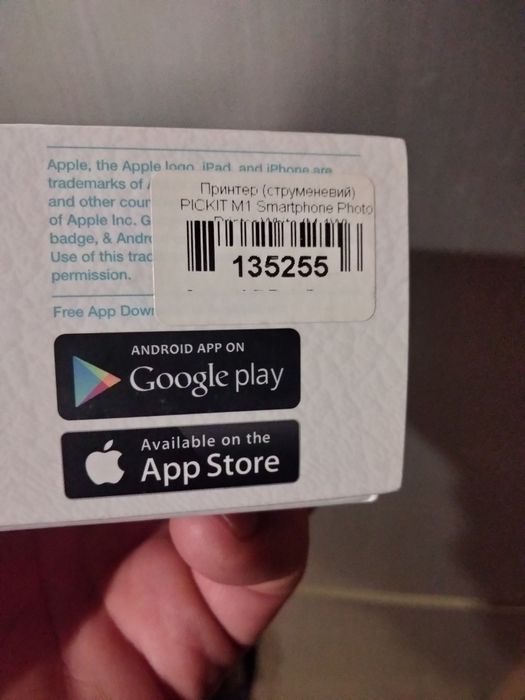 Apple, the Apple logo, iPad, and iPhone are
trademarks of
and other cour
of Apple Inc. G
badge, & Andro
Use of this trad
permission.
Free App Down
Принтер (струменевий)
PICKIT M1 Smartphone Photo
135255
ANDROID APP ON
Google play
Available on the
App Store